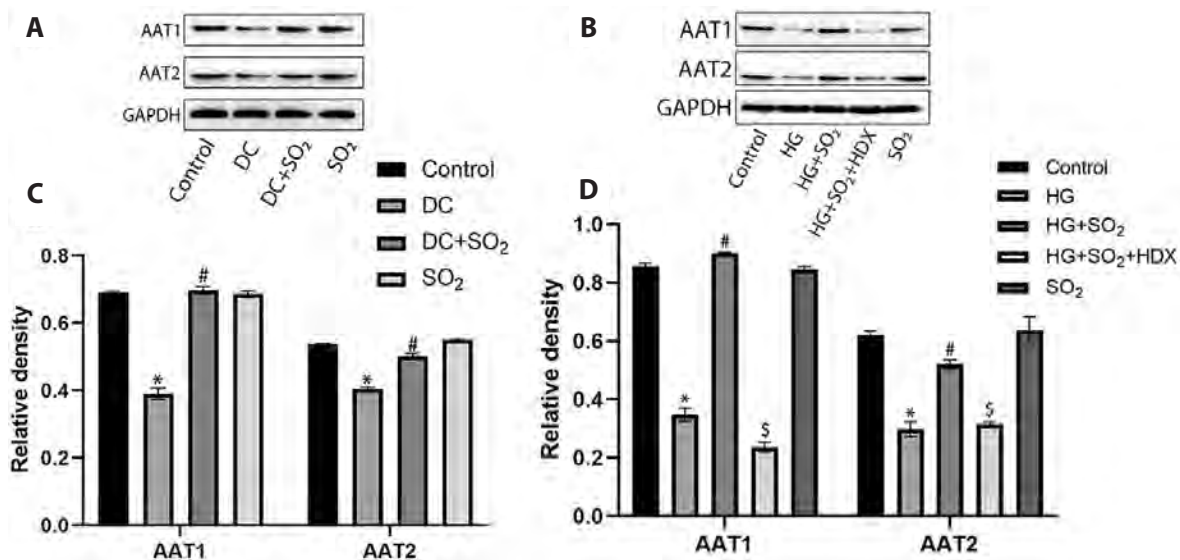 A
AAT1
AAT2
GAPDH
Control
DC
DC+SO₂
SO₂
B
AAT1
AAT2
GAPDH
Control
HG
HG+SO₂
HG+SO₂+HDX
SO₂
C
Control
DC
DC+SO₂
SO₂
Relative density
0.8
0.6
0.4
0.2
0.0
*
#
*
#
AAT1
AAT2
D
Control
HG
HG+SO₂
HG+SO₂+HDX
SO₂
Relative density
1.0
0.8
0.6
0.4
0.2
0.0
*
#
$
*
#
$
AAT1
AAT2